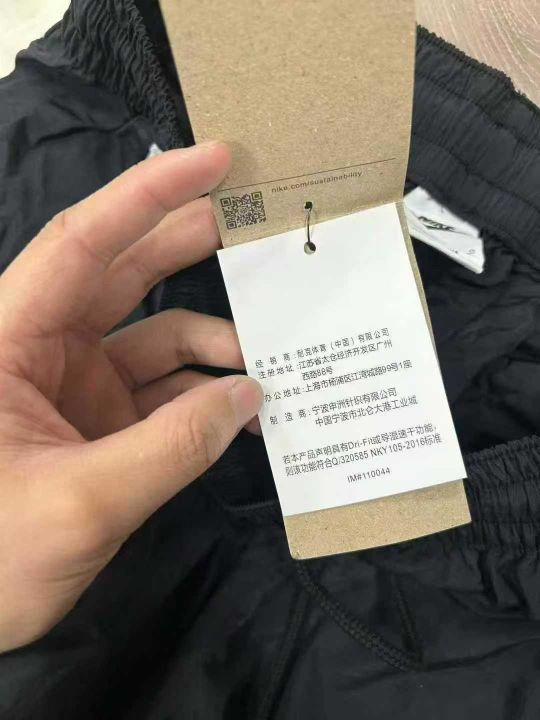 nike.com/sustainability
经 销 商:耐克体育(中国)有限公司
注册地址:江苏省太仓经济开发区广州
西路88号
办公地址:上海市杨浦区江湾城路99号1座
制 造 商:宁波申洲针织有限公司
中国宁波市北仑大港工业城
若本产品声明具有Dri-Fit或导湿速干功能,
则该功能符合Q/320585 NKY105-2016标准
IM#110044
NIKE